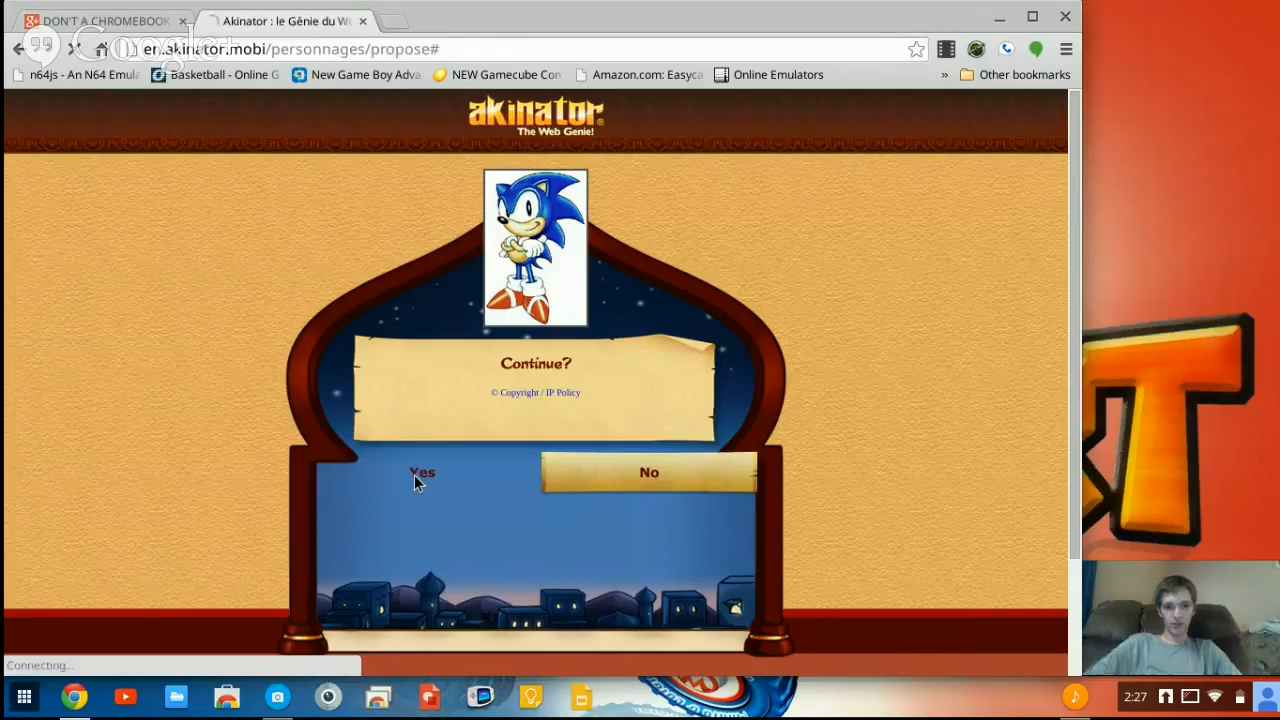 DON'T A CHROMEBOOK
Akinator : le Génie du W
Google+
en.akinator.mobi/personnages/propose#
n64js - An N64 Emula
Basketball - Online G
New Game Boy Adva
NEW Gamecube Con
Amazon.com: Easyca
Online Emulators
»
Other bookmarks
akinator
The Web Genie!
Continue?
© Copyright / IP Policy
Yes
No
Connecting...
2:27